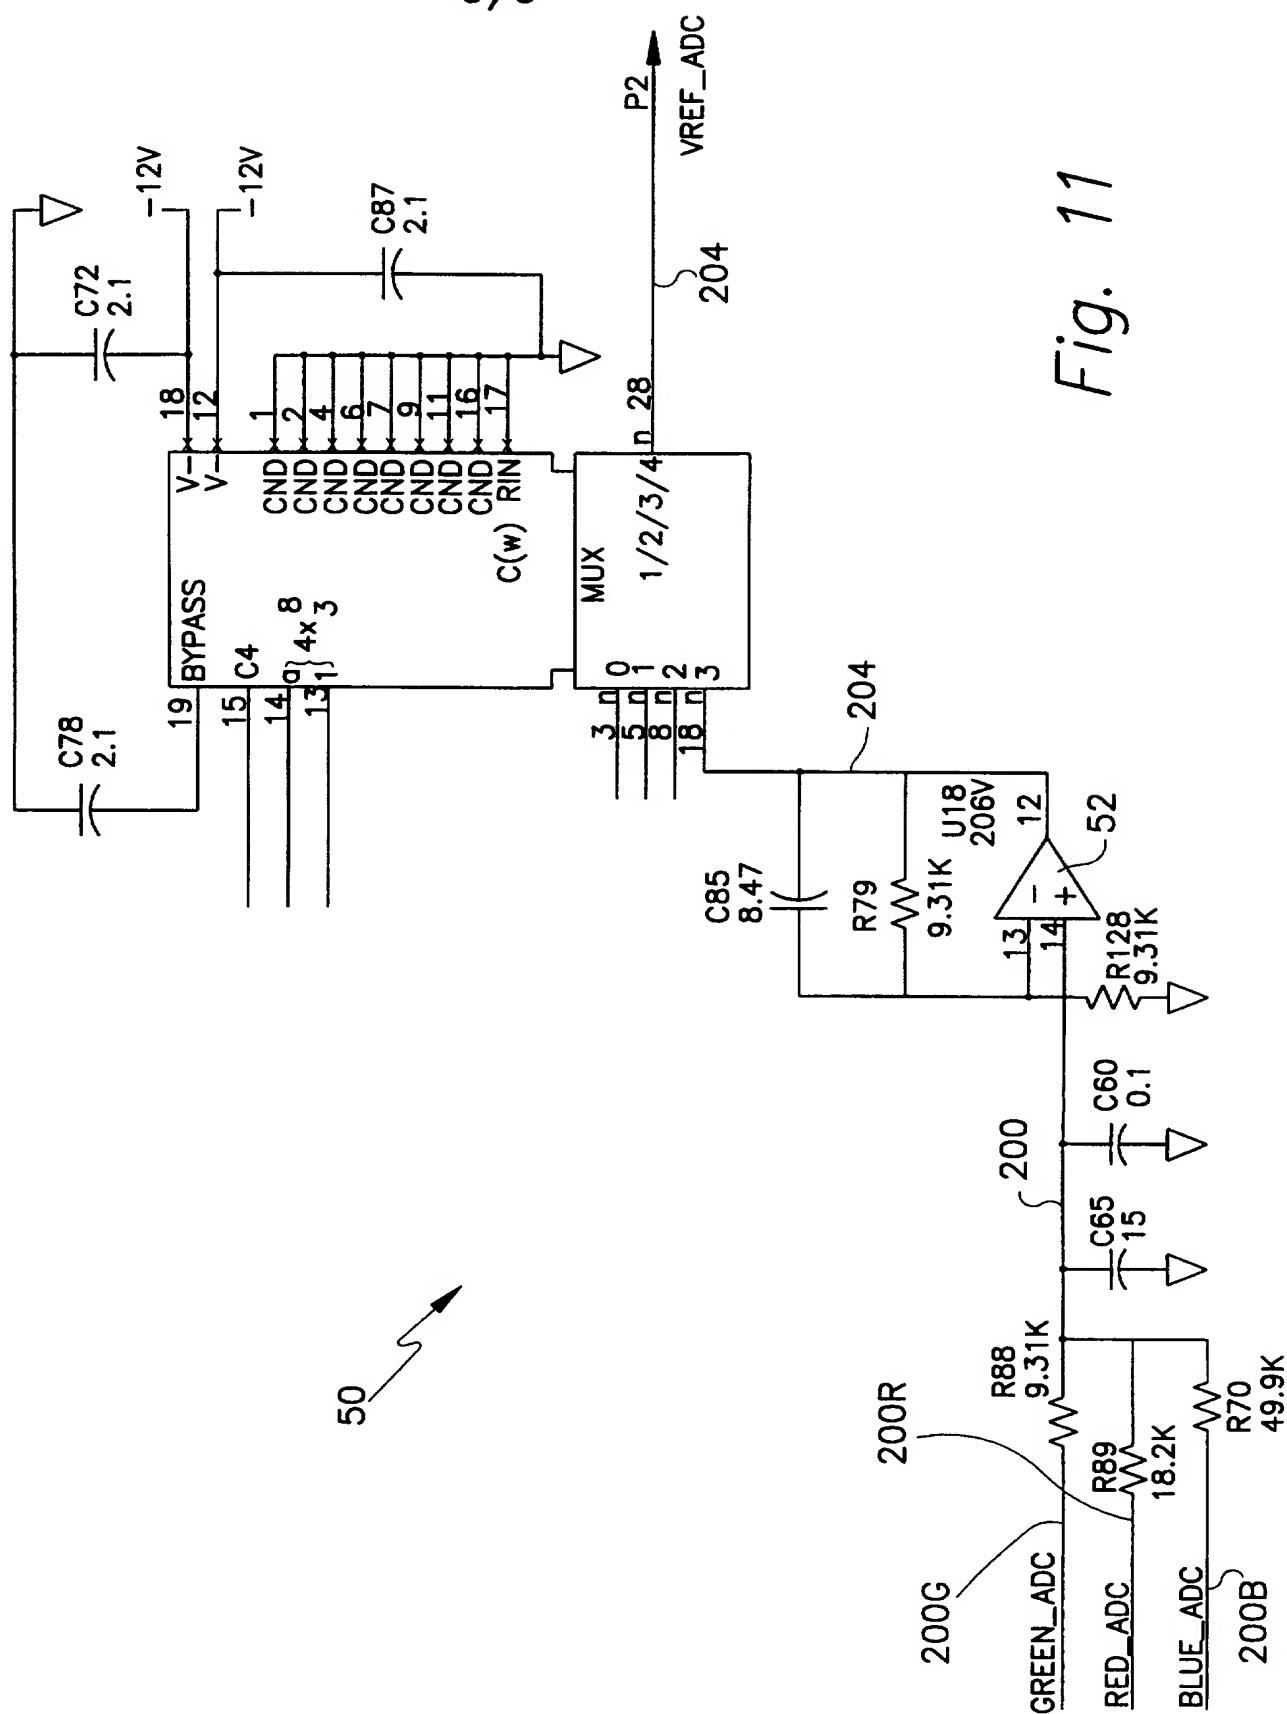 C78
2.1
C72
2.1
-12V
-12V
C87
2.1
19
BYPASS
15
C4
14
a
13
1
4x
8
3
V-
18
V-
12
CND
1
CND
2
CND
4
CND
6
CND
7
CND
9
CND
11
CND
16
RIN
17
C(w)
MUX
3
n
0
5
n
1
8
n
2
18
n
3
1/2/3/4
n
28
P2
VREF_ADC
204
204
C85
8.47
R79
9.31K
U18
206V
12
52
13
14
-
+
R128
9.31K
200
C60
0.1
C65
15
R88
9.31K
200R
R89
18.2K
R70
49.9K
200G
GREEN_ADC
RED_ADC
BLUE_ADC
200B
50
Fig. 11